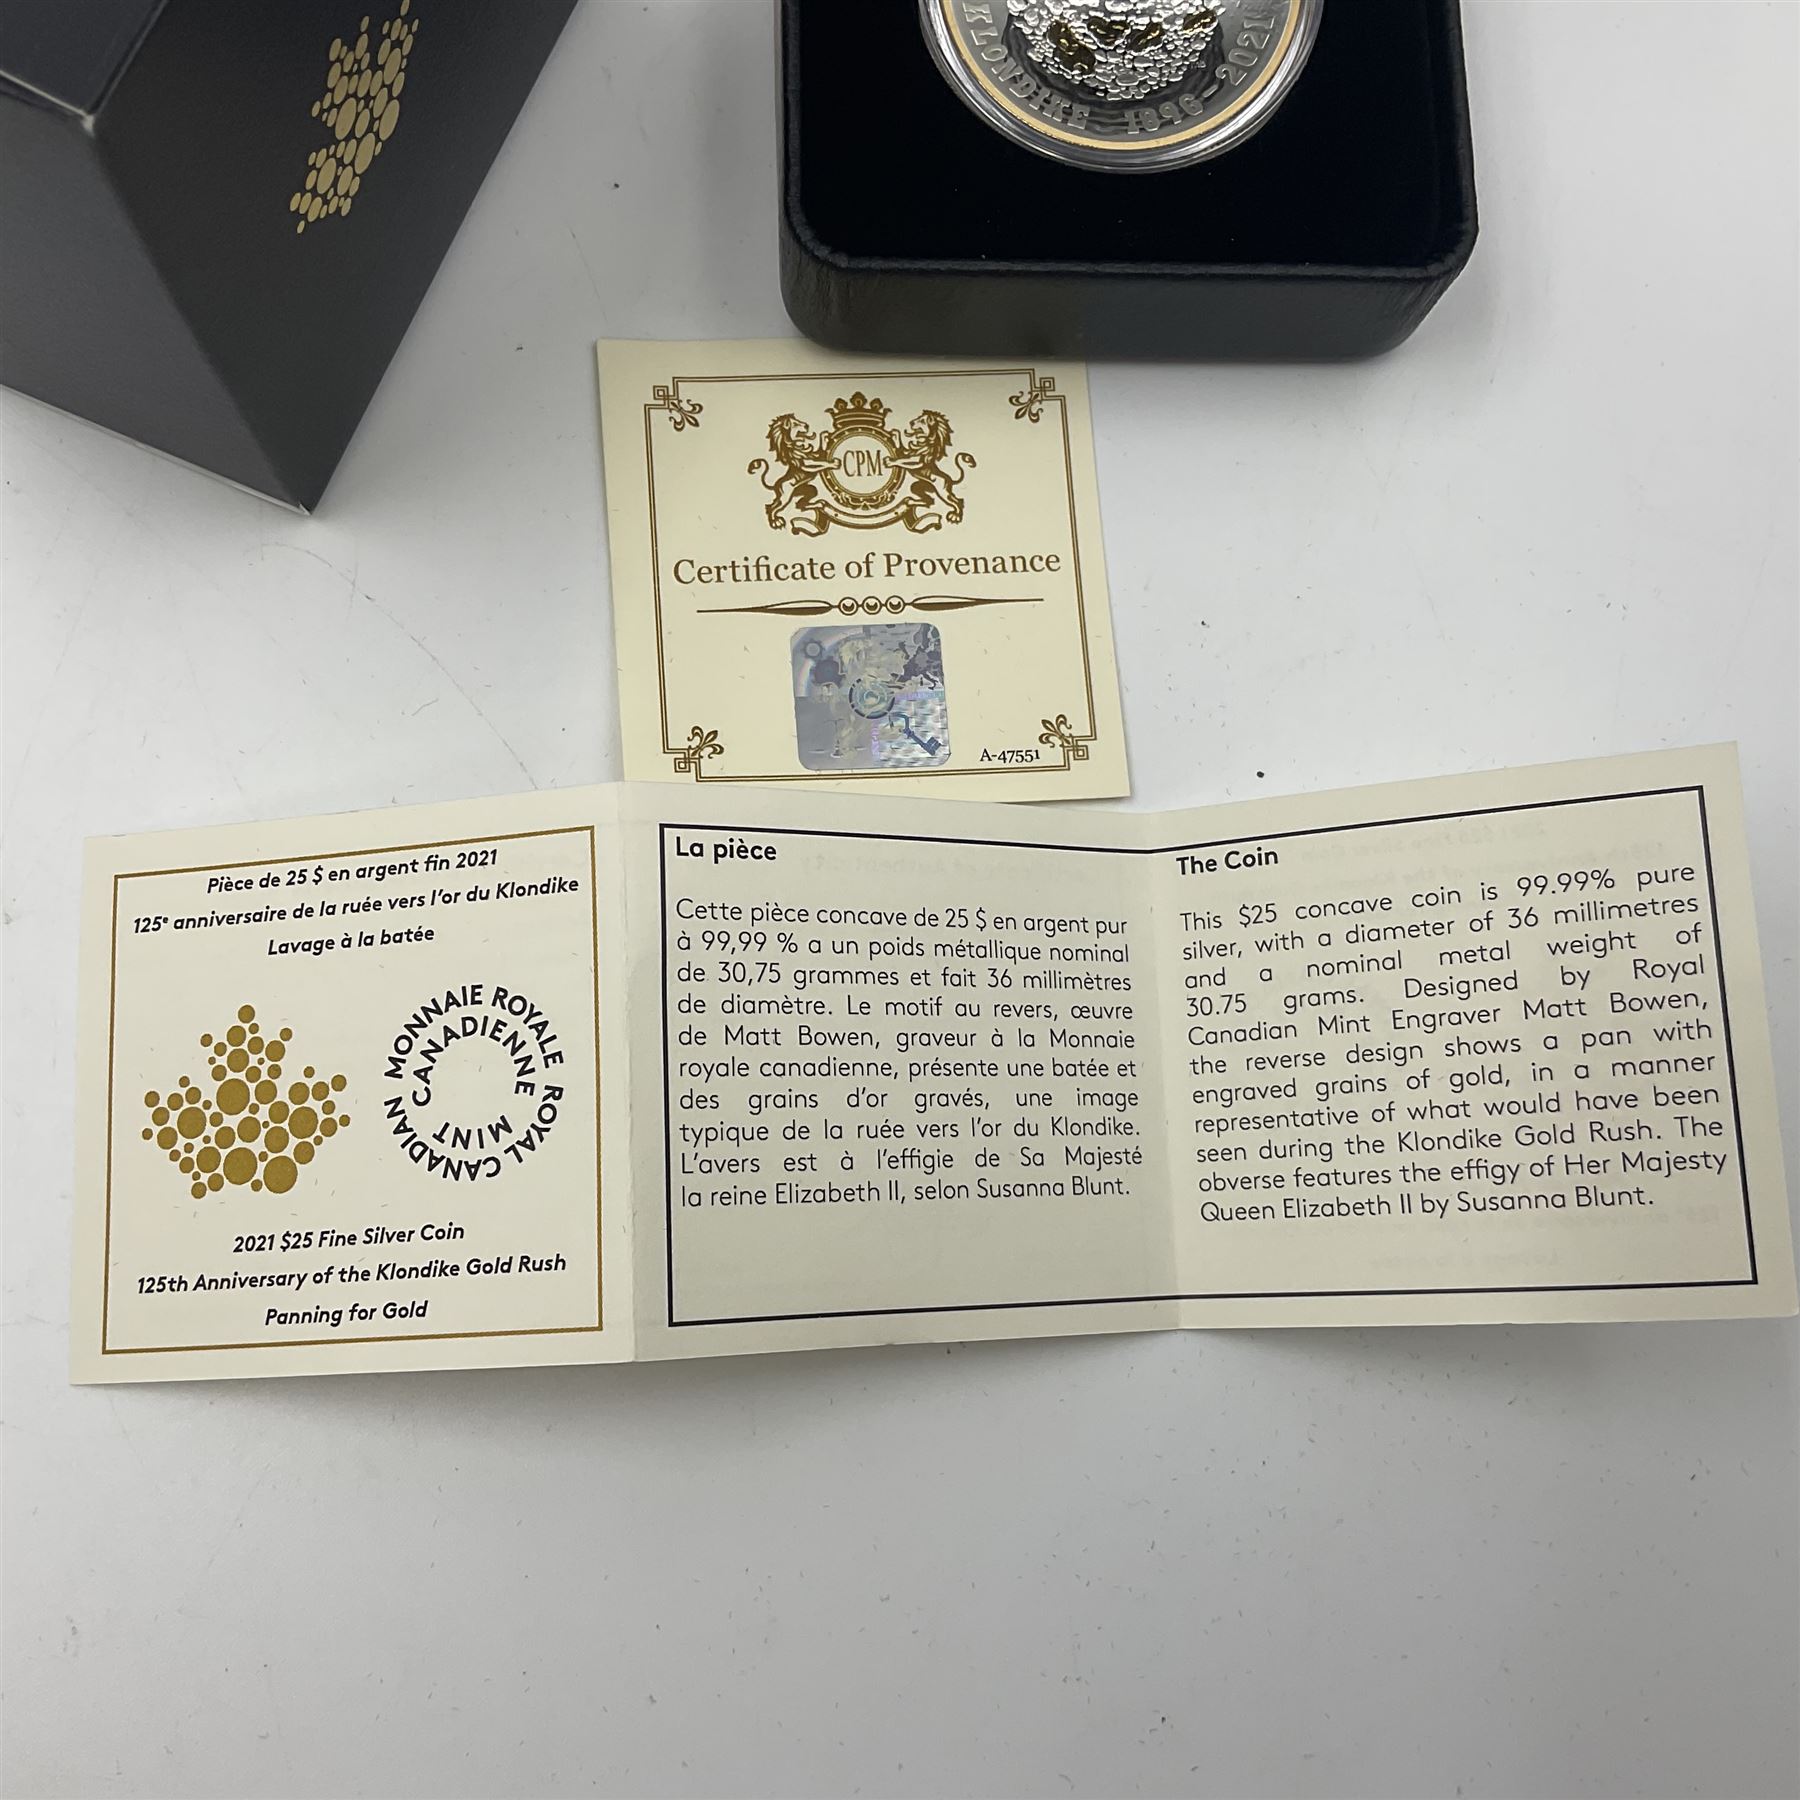 KLONDIKE 1896-2021
CPM
Certificate of Provenance
A-47551
Pièce de 25 $ en argent fin 2021
125e anniversaire de la ruée vers l'or du Klondike
Lavage à la batée
MONNAIE ROYALE CANADIENNE
ROYAL CANADIAN MINT
2021 $25 Fine Silver Coin
125th Anniversary of the Klondike Gold Rush
Panning for Gold
La pièce
Cette pièce concave de 25 $ en argent pur
à 99,99 % a un poids métallique nominal
de 30,75 grammes et fait 36 millimètres
de diamètre. Le motif au revers, œuvre
de Matt Bowen, graveur à la Monnaie
royale canadienne, présente une batée et
des grains d'or gravés, une image
typique de la ruée vers l'or du Klondike.
L'avers est à l'effigie de Sa Majesté
la reine Elizabeth II, selon Susanna Blunt.
The Coin
This $25 concave coin is 99.99% pure
silver, with a diameter of 36 millimetres
and a nominal metal weight of
30.75 grams. Designed by Royal
Canadian Mint Engraver Matt Bowen,
the reverse design shows a pan with
engraved grains of gold, in a manner
representative of what would have been
seen during the Klondike Gold Rush. The
obverse features the effigy of Her Majesty
Queen Elizabeth II by Susanna Blunt.